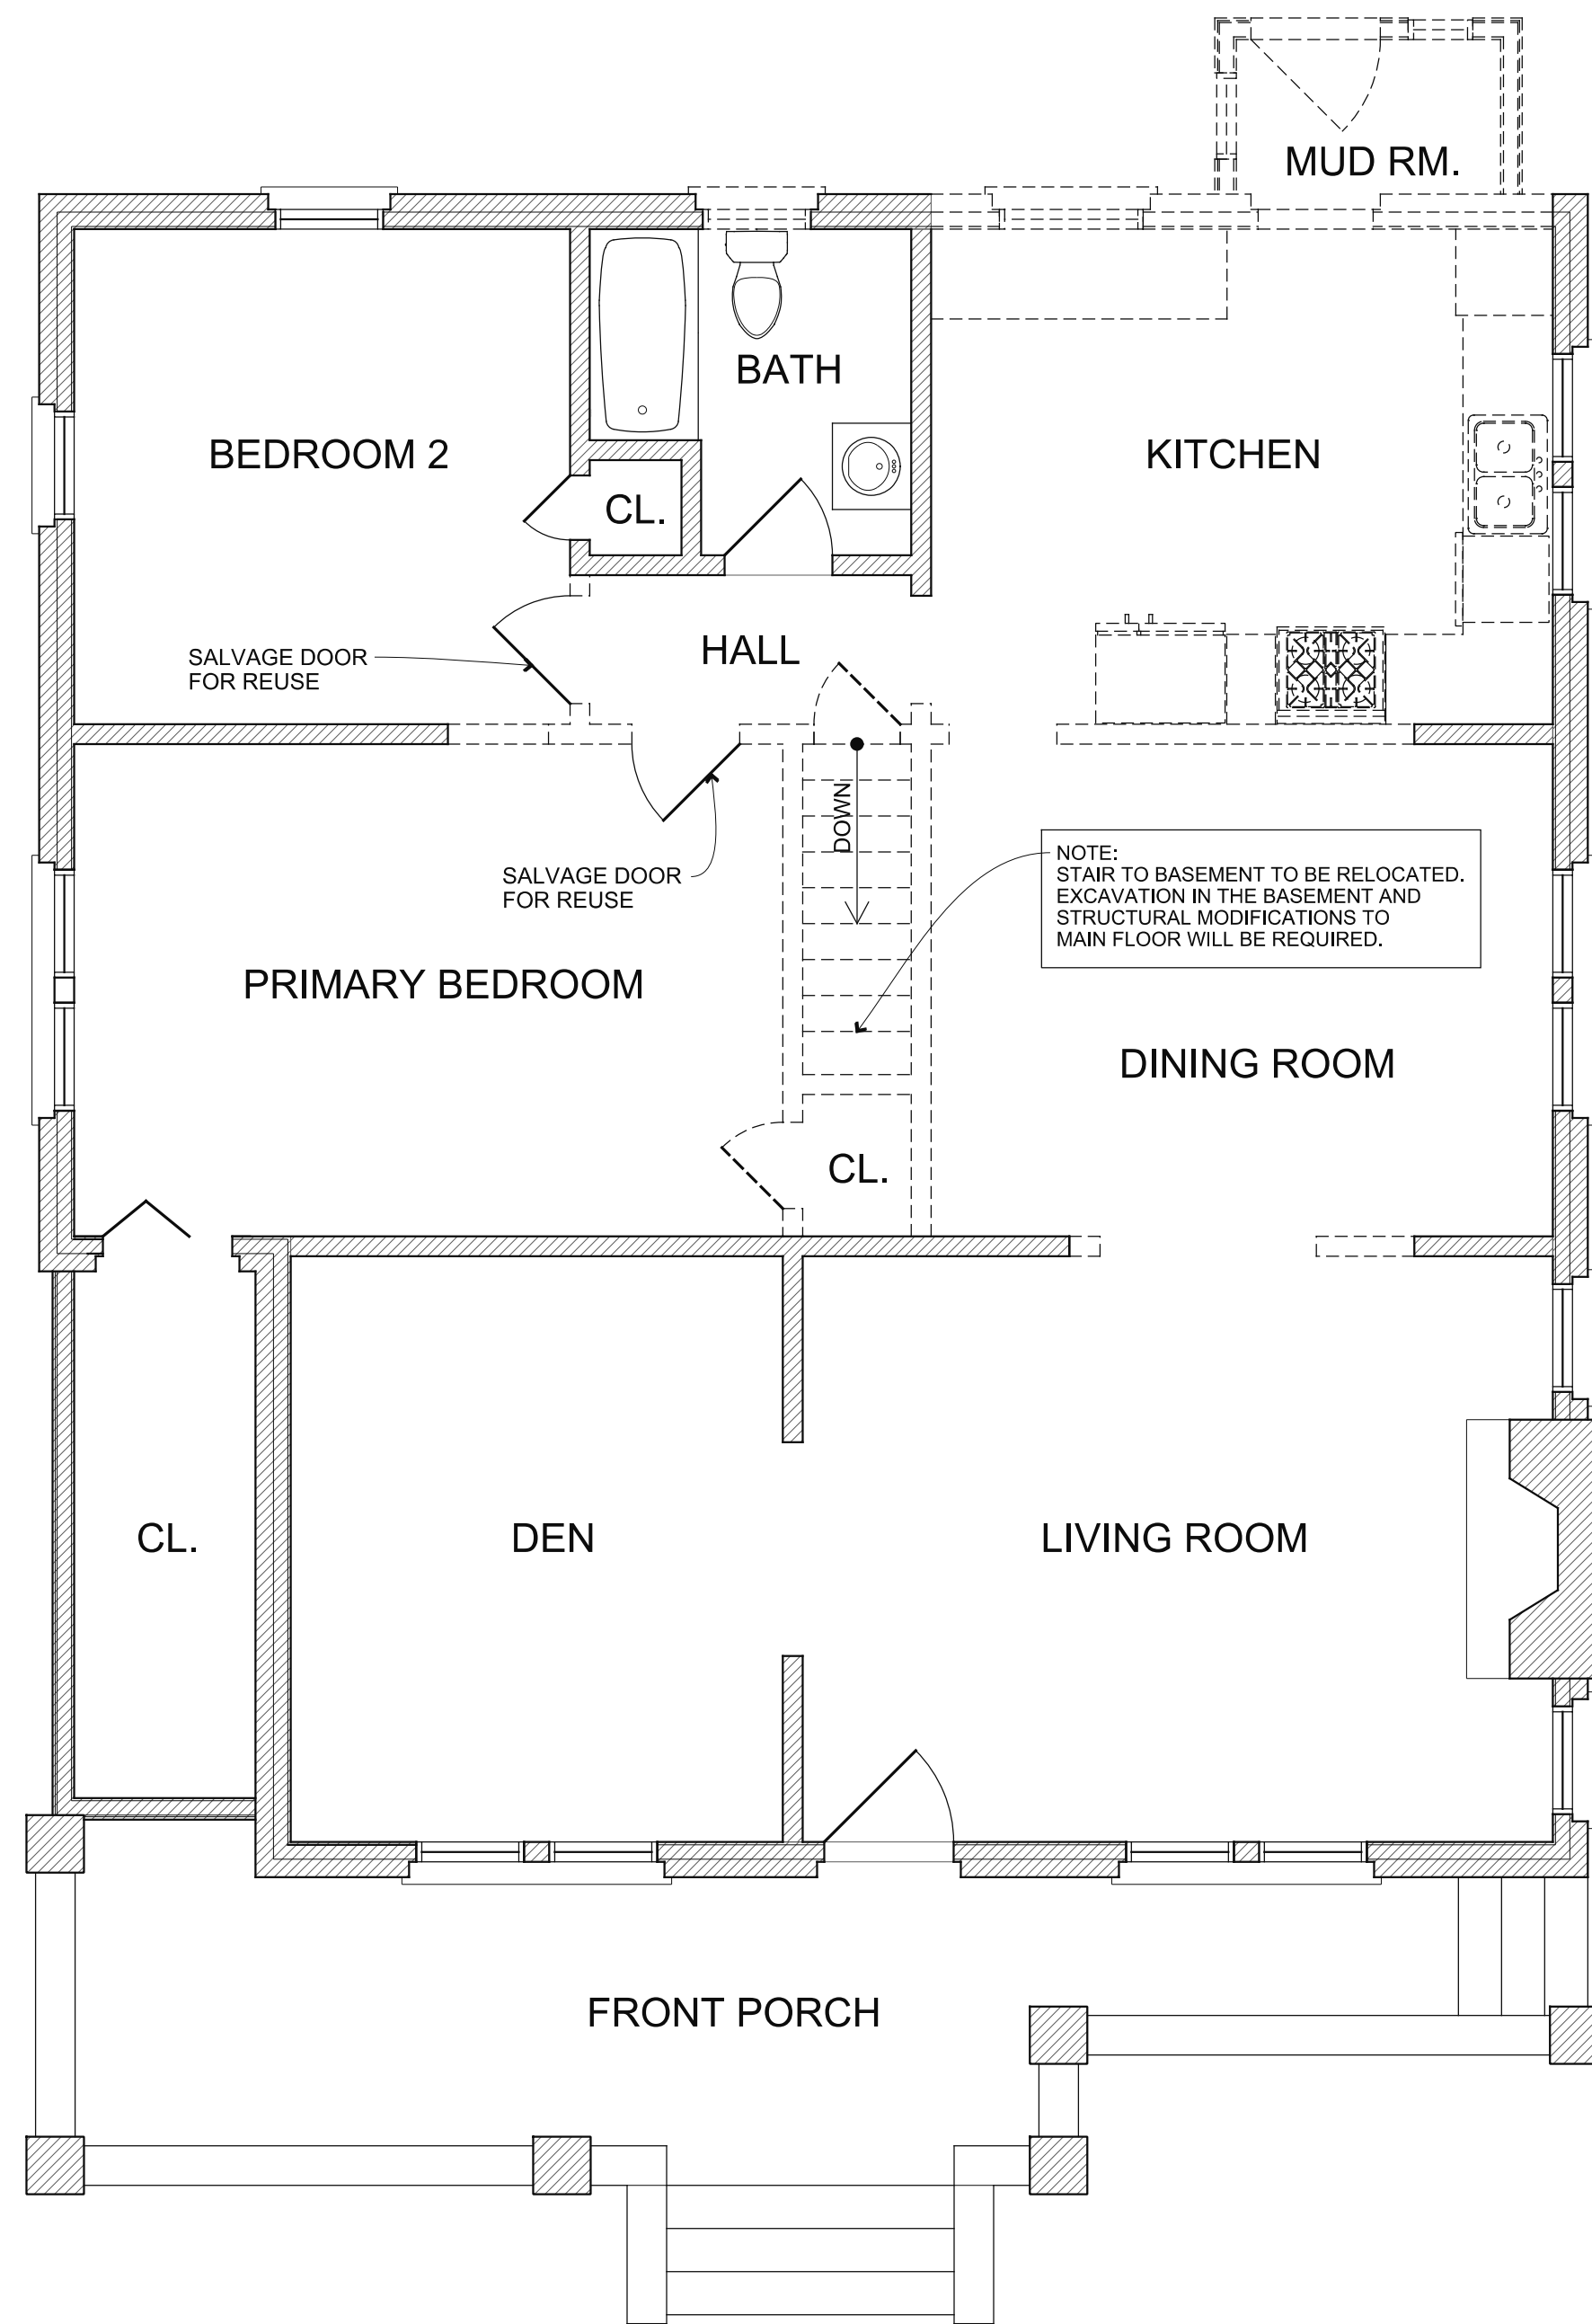 MUD RM.
BATH
BEDROOM 2
KITCHEN
CL.
HALL
SALVAGE DOOR
FOR REUSE
DOWN
NOTE:
STAIR TO BASEMENT TO BE RELOCATED.
EXCAVATION IN THE BASEMENT AND
STRUCTURAL MODIFICATIONS TO
MAIN FLOOR WILL BE REQUIRED.
SALVAGE DOOR
FOR REUSE
PRIMARY BEDROOM
DINING ROOM
CL.
CL.
DEN
LIVING ROOM
FRONT PORCH